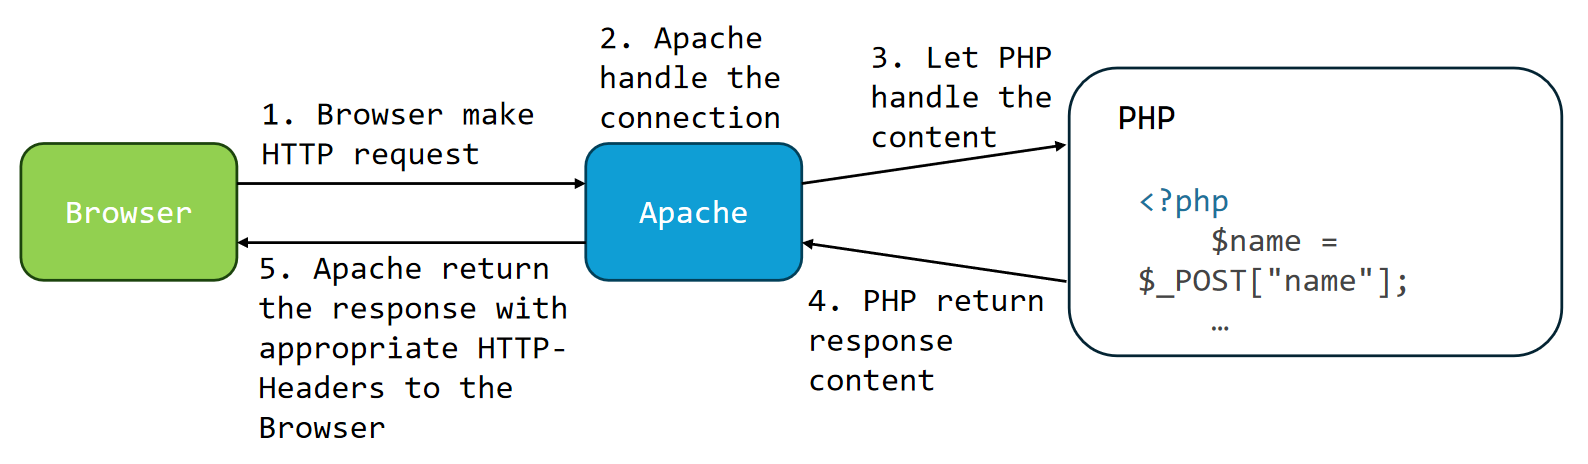 Browser
1. Browser make
HTTP request
2. Apache
handle the
connection
Apache
3. Let PHP
handle the
content
PHP
<?php
$name =
$_POST["name"];
…
4. PHP return
response
content
5. Apache return
the response with
appropriate HTTP-
Headers to the
Browser